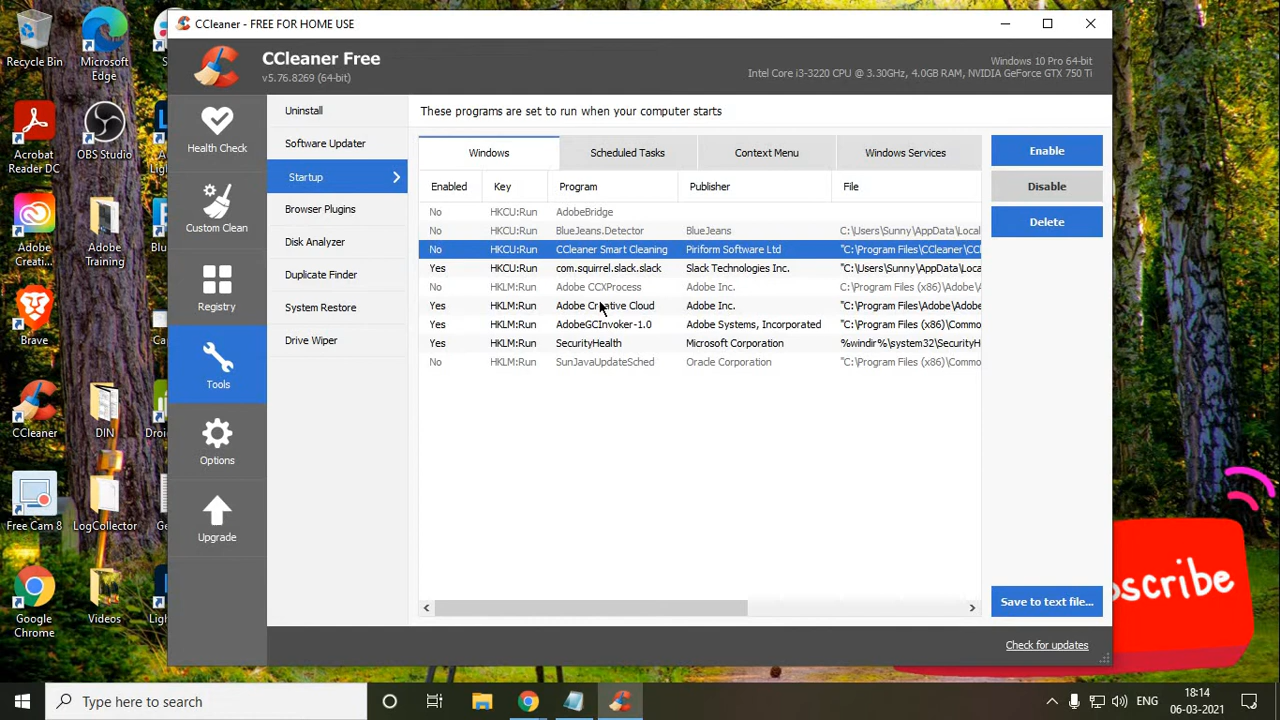 CCleaner - FREE FOR HOME USE
CCleaner Free
v5.76.8269 (64-bit)
Windows 10 Pro 64-bit
Intel Core i3-3220 CPU @ 3.30GHz, 4.0GB RAM, NVIDIA GeForce GTX 750 Ti
Recycle Bin
Microsoft Edge
Acrobat Reader DC
OBS Studio
Adobe Creati...
Adobe Training
Brave
CCleaner
DIN
Free Cam 8
LogCollector
Google Chrome
Videos
Health Check
Custom Clean
Registry
Tools
Options
Upgrade
Uninstall
Software Updater
Startup
Browser Plugins
Disk Analyzer
Duplicate Finder
System Restore
Drive Wiper
These programs are set to run when your computer starts
Windows Scheduled Tasks Context Menu Windows Services
Enabled Key Program Publisher File
No HKCU:Run AdobeBridge
No HKCU:Run BlueJeans.Detector BlueJeans C:\Users\Sunny\AppData\Local
No HKCU:Run CCleaner Smart Cleaning Piriform Software Ltd "C:\Program Files\CCleaner\CCl
Yes HKCU:Run com.squirrel.slack.slack Slack Technologies Inc. "C:\Users\Sunny\AppData\Loca
No HKLM:Run Adobe CCXProcess Adobe Inc. C:\Program Files (x86)\Adobe\A
Yes HKLM:Run Adobe Creative Cloud Adobe Inc. "C:\Program Files\Adobe\Adobe
Yes HKLM:Run AdobeGCInvoker-1.0 Adobe Systems, Incorporated "C:\Program Files (x86)\Commo
Yes HKLM:Run SecurityHealth Microsoft Corporation %windir%\system32\SecurityH
No HKLM:Run SunJavaUpdateSched Oracle Corporation "C:\Program Files (x86)\Commo
Enable
Disable
Delete
Save to text file...
Check for updates
bscribe
Type here to search
ENG
18:14
06-03-2021